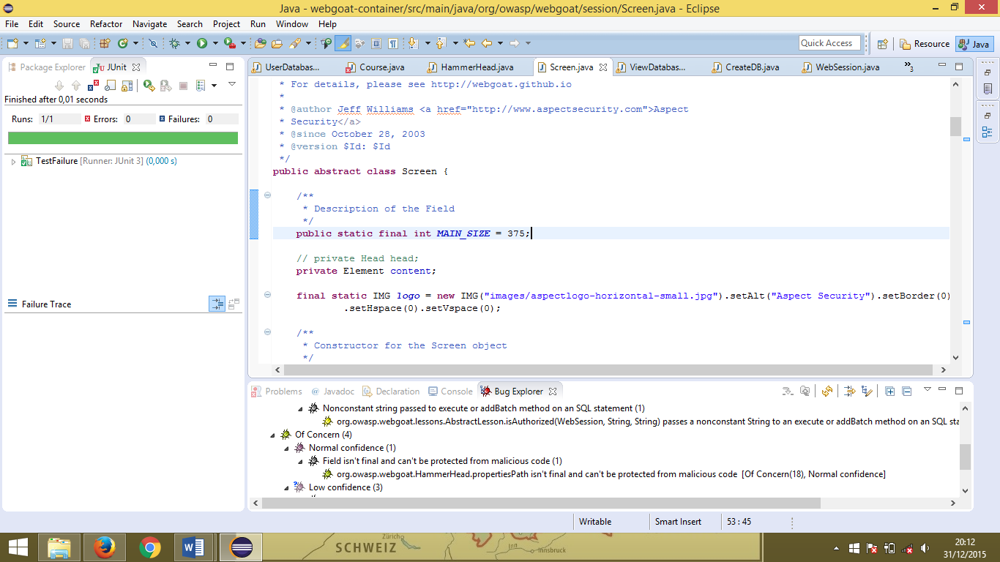 Java - webgoat-container/src/main/java/org/owasp/webgoat/session/Screen.java - Eclipse
File Edit Source Refactor Navigate Search Project Run Window Help
Quick Access Resource Java
Package Explorer JUnit
Finished after 0,01 seconds
Runs: 1/1 Errors: 0 Failures: 0
TestFailure [Runner: JUnit 3] (0,000 s)
Failure Trace
UserDatabas... Course.java HammerHead.java Screen.java ViewDatabas... CreateDB.java WebSession.java »3
* For details, please see http://webgoat.github.io
*
* @author Jeff Williams <a href="http://www.aspectsecurity.com">Aspect
* Security</a>
* @since October 28, 2003
* @version $Id: $Id
*/
public abstract class Screen {
/**
* Description of the Field
*/
public static final int MAIN_SIZE = 375;
// private Head head;
private Element content;
final static IMG logo = new IMG("images/aspectlogo-horizontal-small.jpg").setAlt("Aspect Security").setBorder(0)
.setHspace(0).setVspace(0);
/**
* Constructor for the Screen object
*/
Problems @ Javadoc Declaration Console Bug Explorer
Nonconstant string passed to execute or addBatch method on an SQL statement (1)
org.owasp.webgoat.lessons.AbstractLesson.isAuthorized(WebSession, String, String) passes a nonconstant String to an execute or addBatch method on an SQL sta
Of Concern (4)
Normal confidence (1)
Field isn't final and can't be protected from malicious code (1)
org.owasp.webgoat.HammerHead.propertiesPath isn't final and can't be protected from malicious code [Of Concern(18), Normal confidence]
Low confidence (3)
Writable Smart Insert 53 : 45
Zürich
SCHWEIZ
Inn
Innsbruck
20:12
31/12/2015